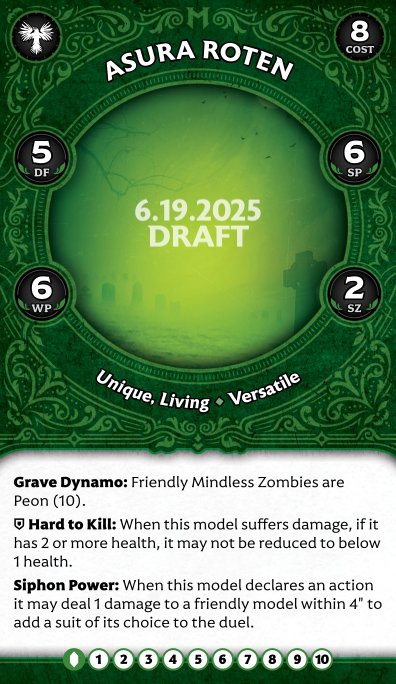 8
COST
ASURA ROTEN
5
DF
6
SP
6.19.2025
DRAFT
6
WP
2
SZ
Unique, Living ◆ Versatile
Grave Dynamo: Friendly Mindless Zombies are
Peon (10).
Hard to Kill: When this model suffers damage, if it
has 2 or more health, it may not be reduced to below
1 health.
Siphon Power: When this model declares an action
it may deal 1 damage to a friendly model within 4" to
add a suit of its choice to the duel.
1 2 3 4 5 6 7 8 9 10